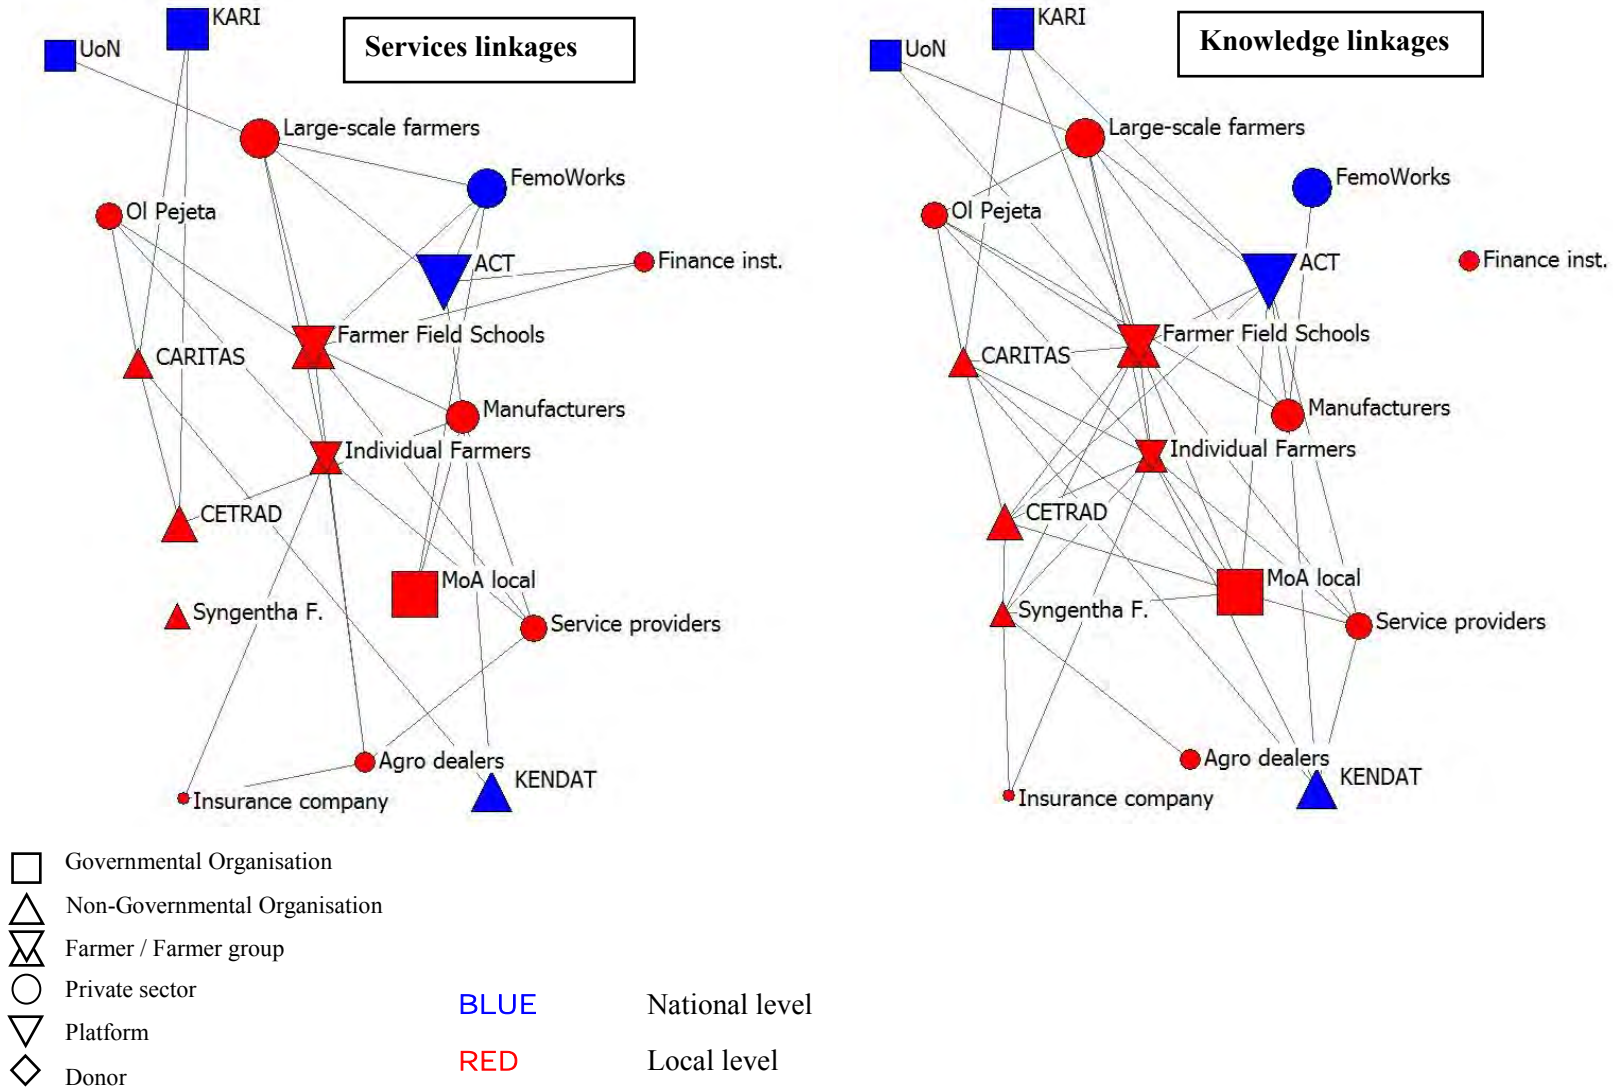 KARI
UoN
Services linkages
Large-scale farmers
FemoWorks
Ol Pejeta
ACT
Finance inst.
Farmer Field Schools
CARITAS
Manufacturers
Individual Farmers
CETRAD
MoA local
Syngentha F.
Service providers
Agro dealers
KENDAT
Insurance company
KARI
UoN
Knowledge linkages
Large-scale farmers
FemoWorks
Ol Pejeta
ACT
Finance inst.
Farmer Field Schools
CARITAS
Manufacturers
Individual Farmers
CETRAD
MoA local
Syngentha F.
Service providers
Agro dealers
KENDAT
Insurance company
Governmental Organisation
Non-Governmental Organisation
Farmer / Farmer group
Private sector
Platform
Donor
BLUE National level
RED Local level